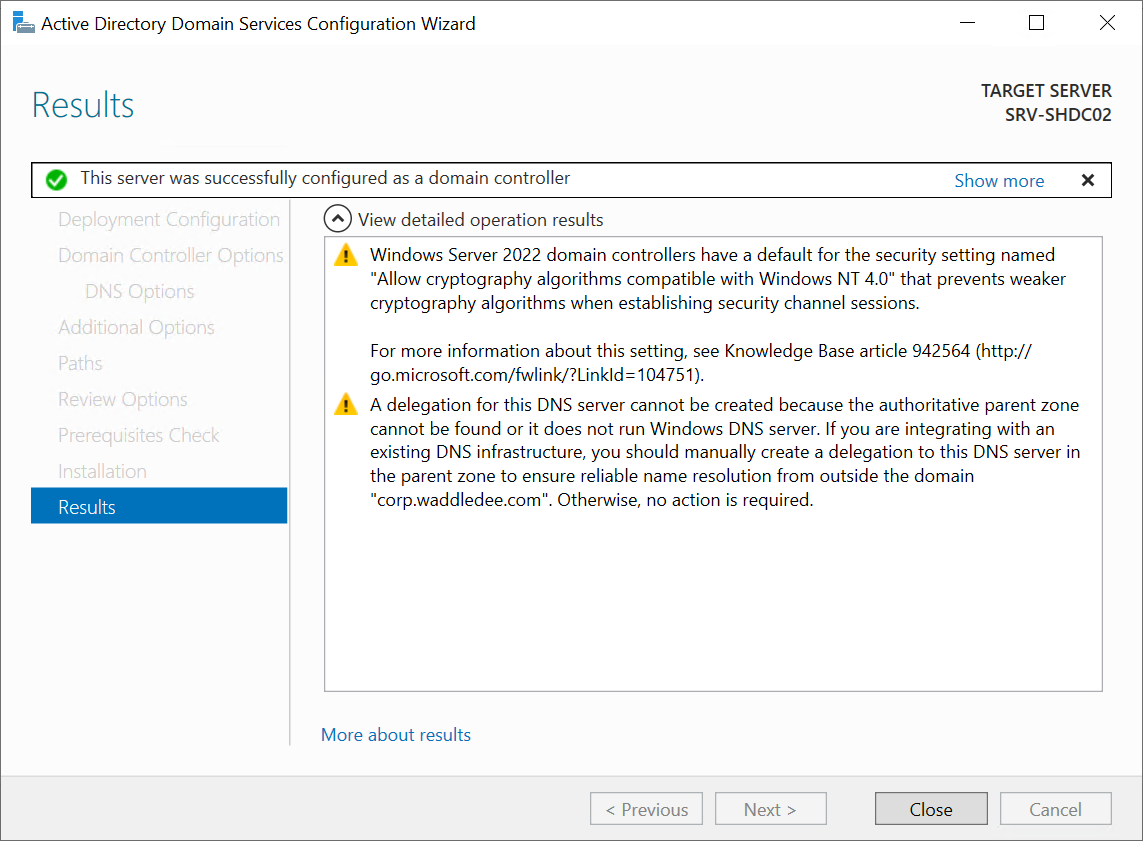 Active Directory Domain Services Configuration Wizard
Results
TARGET SERVER
SRV-SHDC02
This server was successfully configured as a domain controller
Show more
Deployment Configuration
Domain Controller Options
DNS Options
Additional Options
Paths
Review Options
Prerequisites Check
Installation
Results
View detailed operation results
Windows Server 2022 domain controllers have a default for the security setting named
"Allow cryptography algorithms compatible with Windows NT 4.0" that prevents weaker
cryptography algorithms when establishing security channel sessions.
For more information about this setting, see Knowledge Base article 942564 (http://
go.microsoft.com/fwlink/?LinkId=104751).
A delegation for this DNS server cannot be created because the authoritative parent zone
cannot be found or it does not run Windows DNS server. If you are integrating with an
existing DNS infrastructure, you should manually create a delegation to this DNS server in
the parent zone to ensure reliable name resolution from outside the domain
"corp.waddledee.com". Otherwise, no action is required.
More about results
< Previous
Next >
Close
Cancel